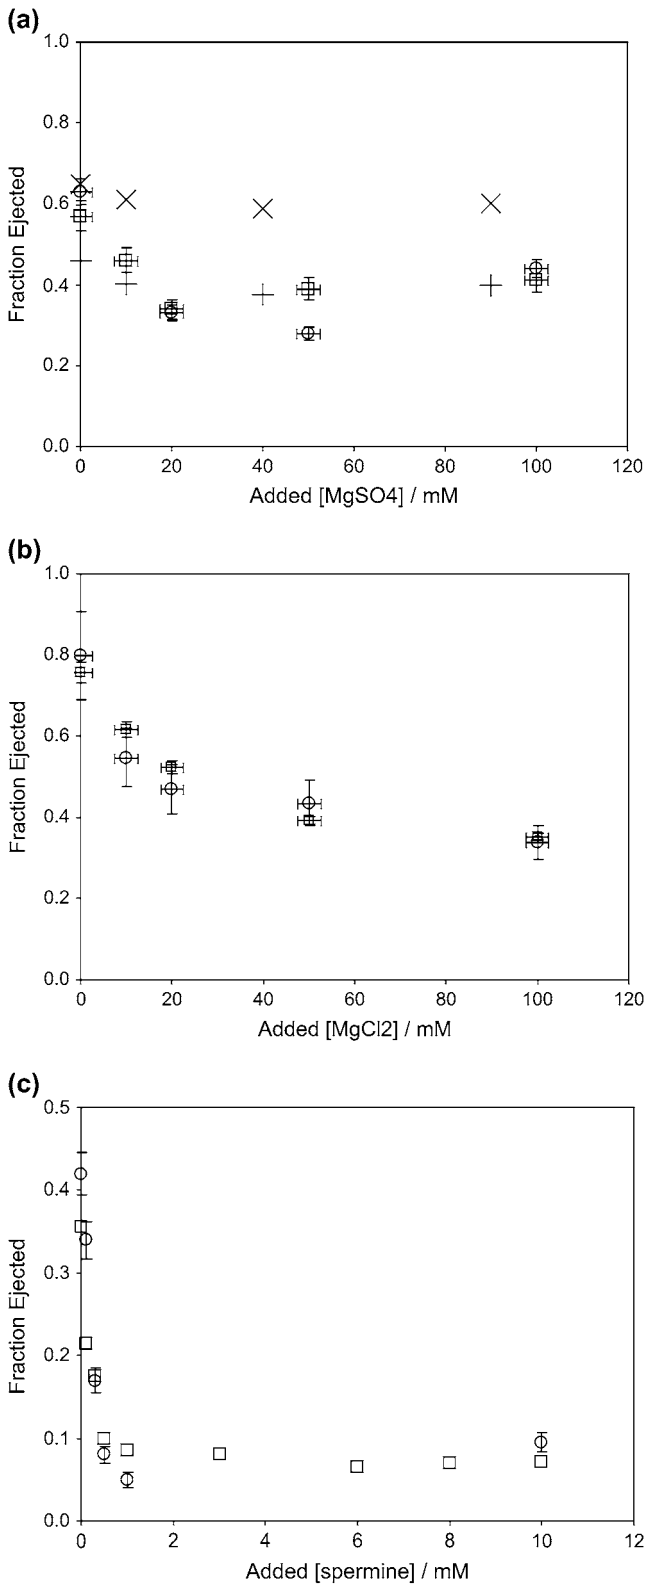 (a)
1.0
0.8
0.6
0.4
0.2
0.0
Fraction Ejected
0 20 40 60 80 100 120
Added [MgSO4] / mM
(b)
1.0
0.8
0.6
0.4
0.2
0.0
Fraction Ejected
0 20 40 60 80 100 120
Added [MgCl2] / mM
(c)
0.5
0.4
0.3
0.2
0.1
0.0
Fraction Ejected
0 2 4 6 8 10 12
Added [spermine] / mM